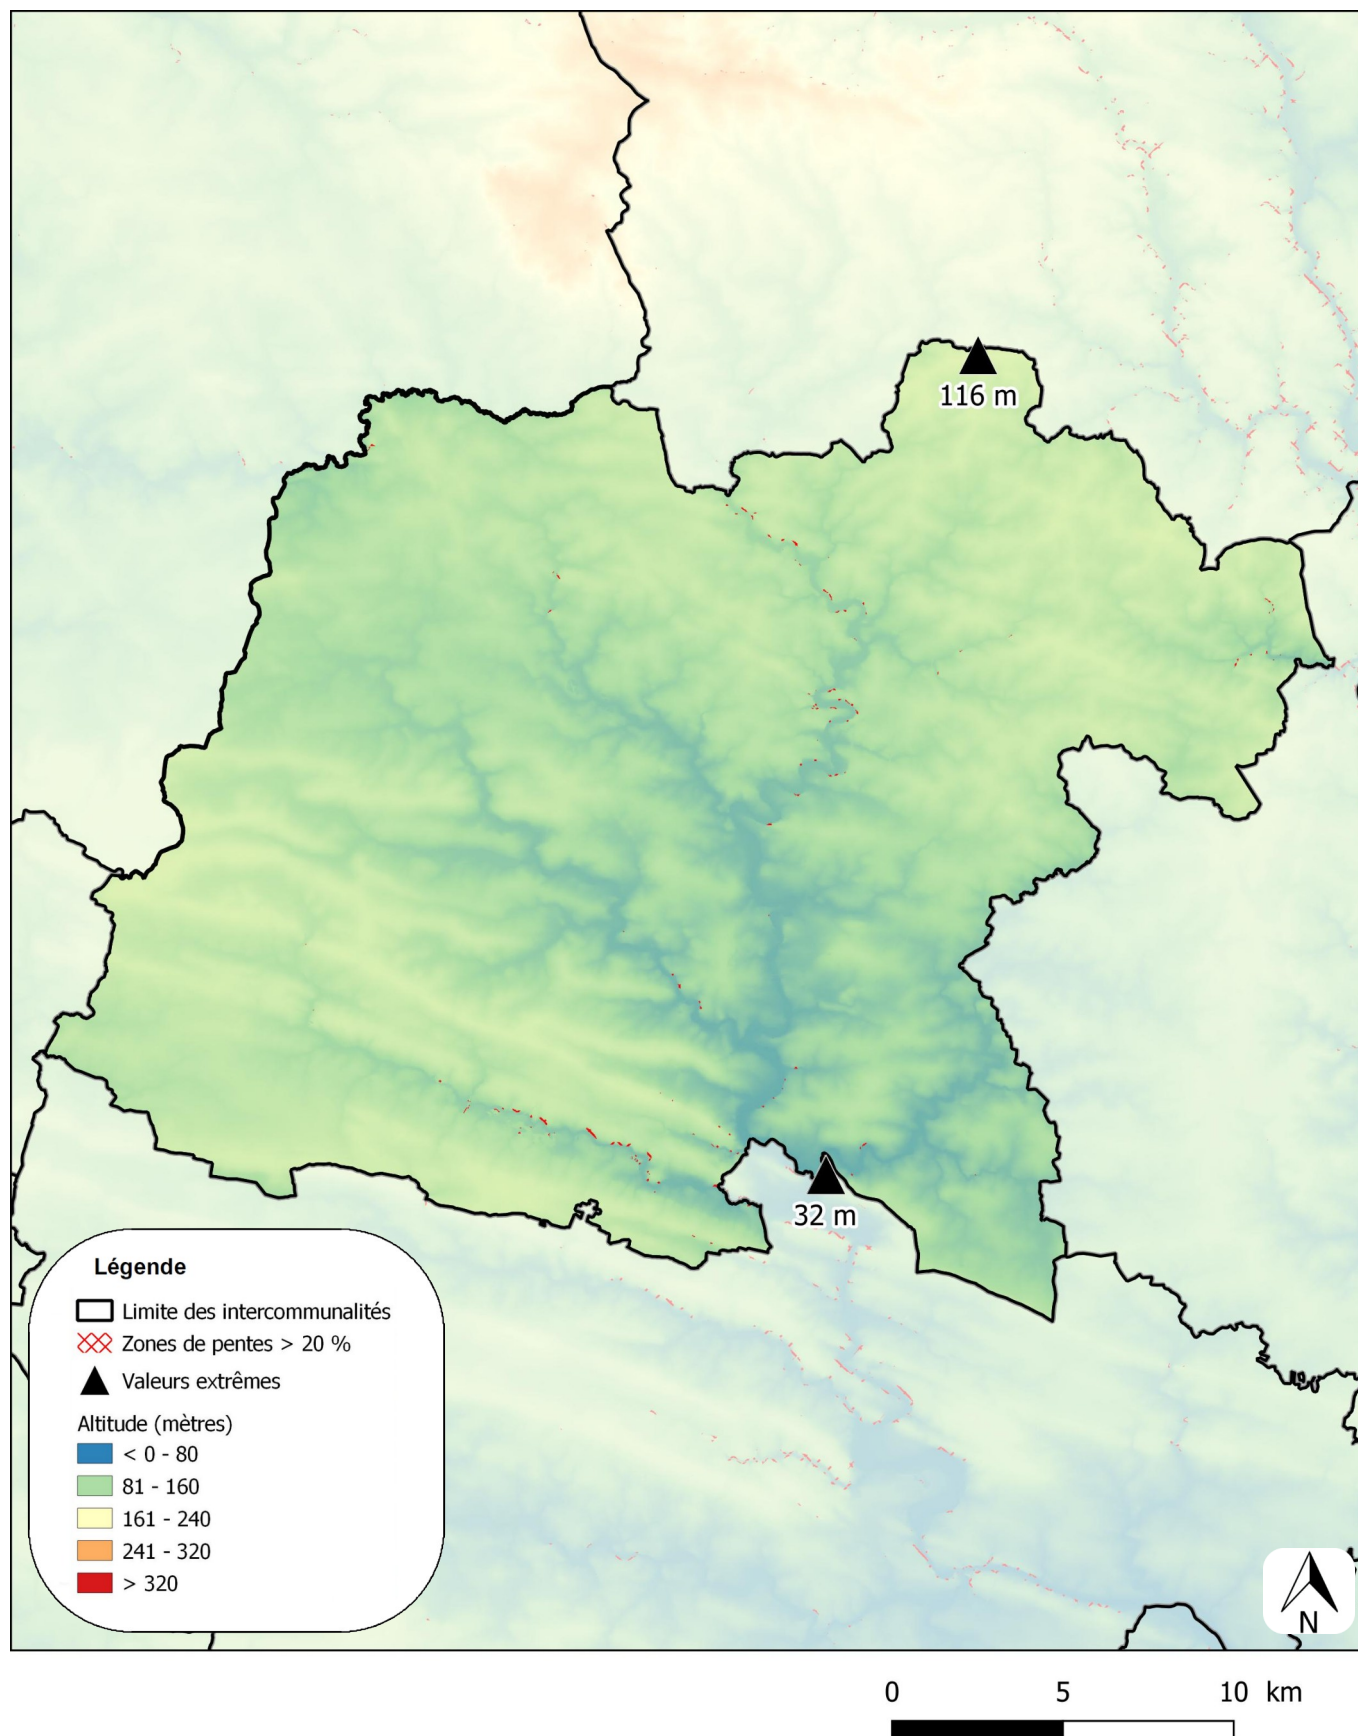 116 m
32 m
Légende
Limite des intercommunalités
Zones de pentes > 20 %
Valeurs extrêmes
Altitude (mètres)
< 0 - 80
81 - 160
161 - 240
241 - 320
> 320
N
0 5 10 km